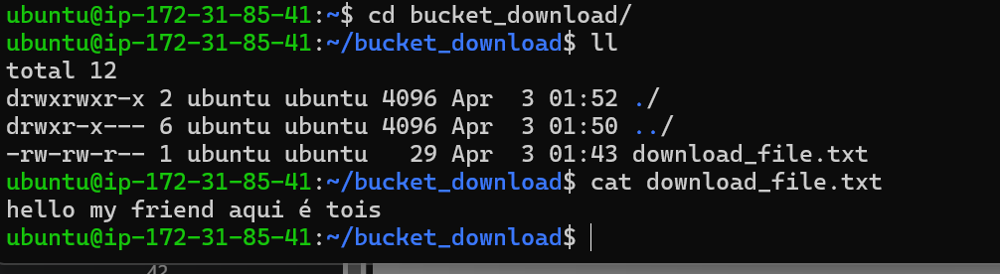 ubuntu@ip-172-31-85-41:~$ cd bucket_download/
ubuntu@ip-172-31-85-41:~/bucket_download$ ll
total 12
drwxrwxr-x 2 ubuntu ubuntu 4096 Apr  3 01:52 ./
drwxr-x--- 6 ubuntu ubuntu 4096 Apr  3 01:50 ../
-rw-rw-r-- 1 ubuntu ubuntu   29 Apr  3 01:43 download_file.txt
ubuntu@ip-172-31-85-41:~/bucket_download$ cat download_file.txt
hello my friend aqui é tois
ubuntu@ip-172-31-85-41:~/bucket_download$
42